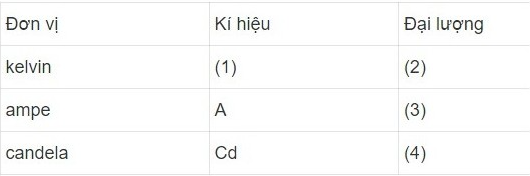 Đơn vị Kí hiệu Đại lượng
kelvin (1) (2)
ampe A (3)
candela Cd (4)